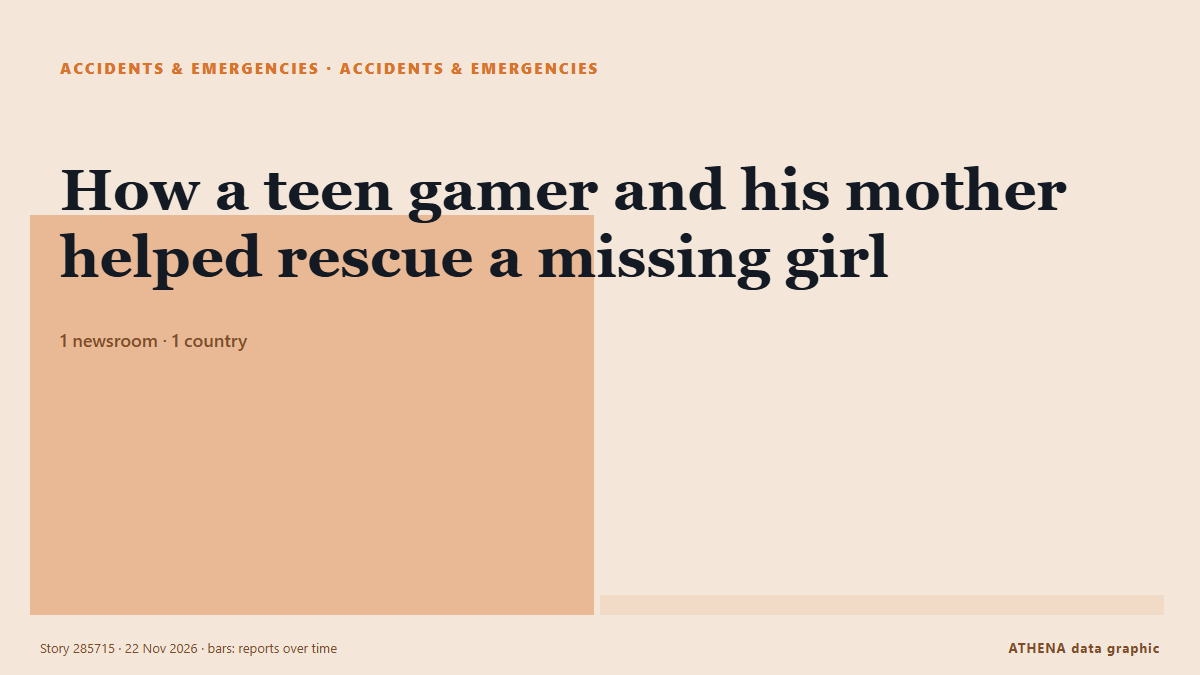 ACCIDENTS & EMERGENCIES · ACCIDENTS & EMERGENCIES
How a teen gamer and his mother
helped rescue a missing girl
1 newsroom · 1 country
Story 285715 · 22 Nov 2026 · bars: reports over time
ATHENA data graphic